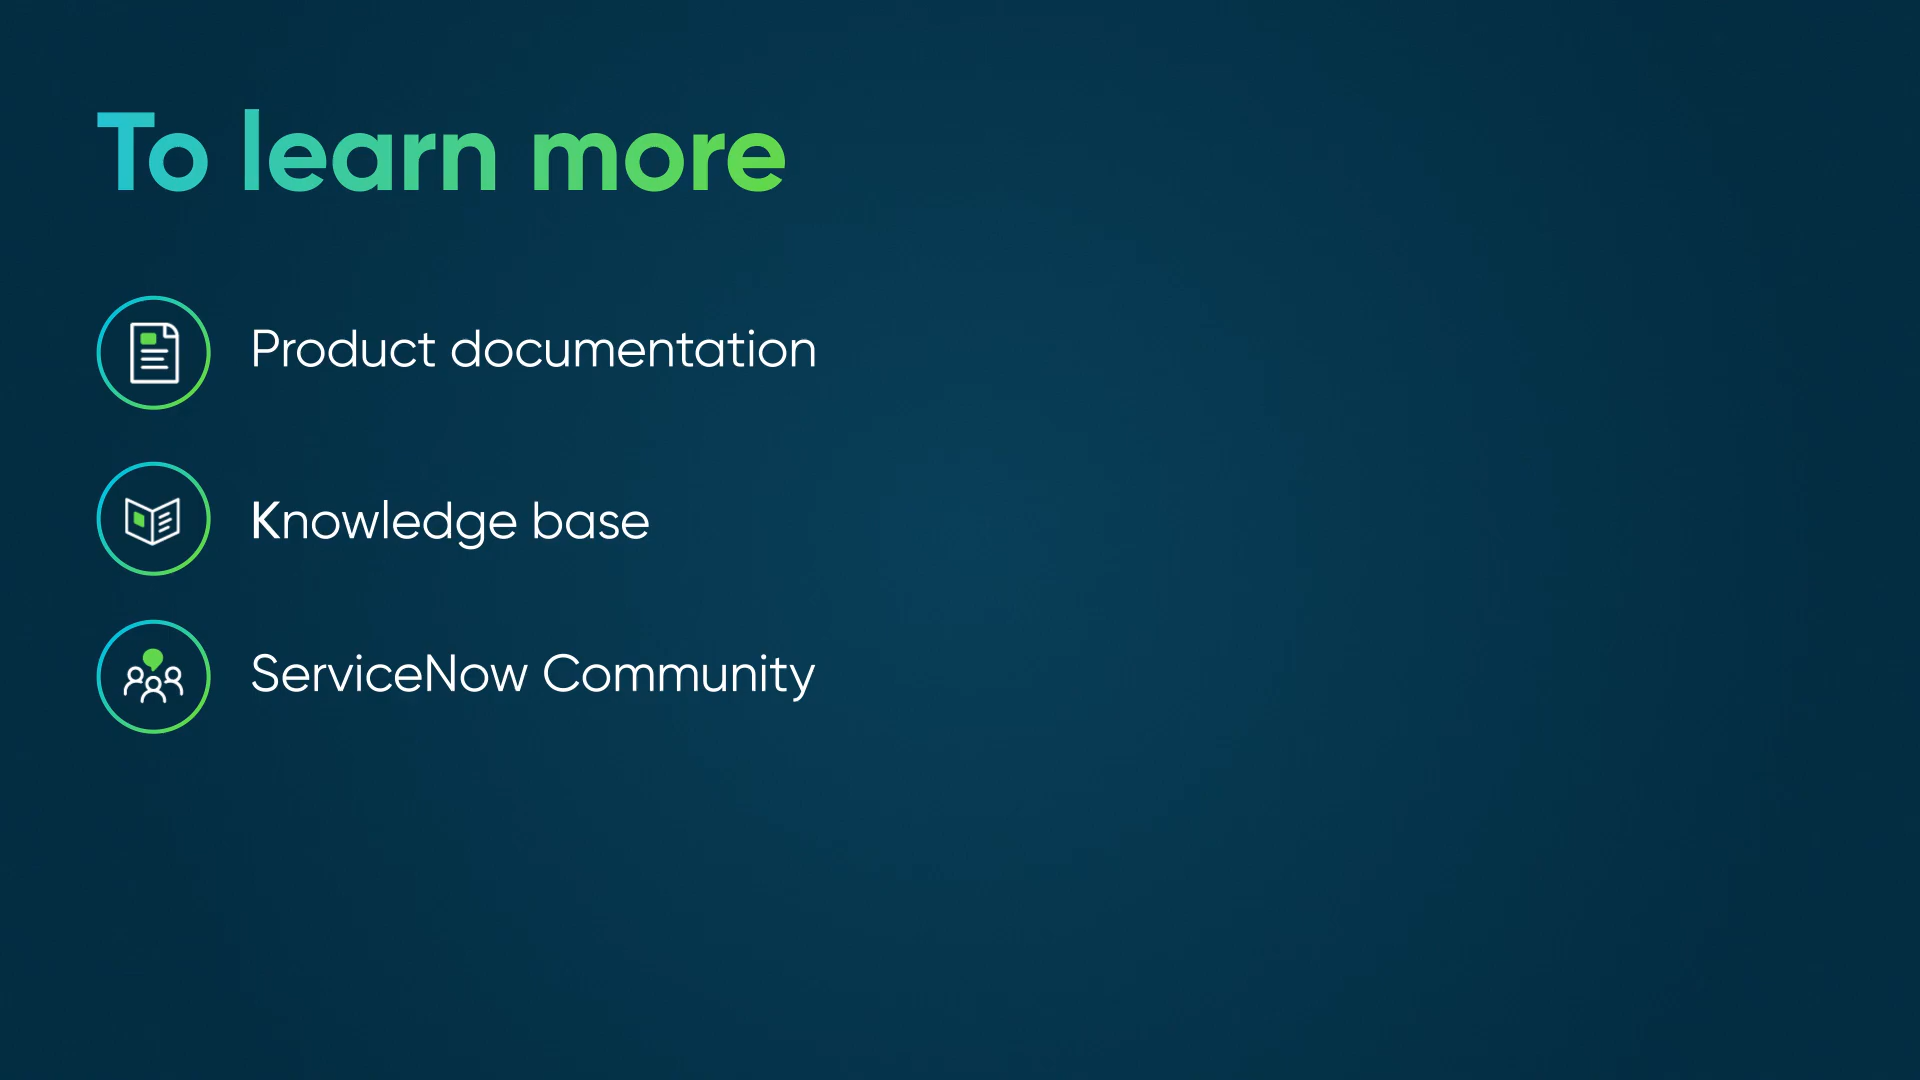 To learn more
Product documentation
Knowledge base
ServiceNow Community